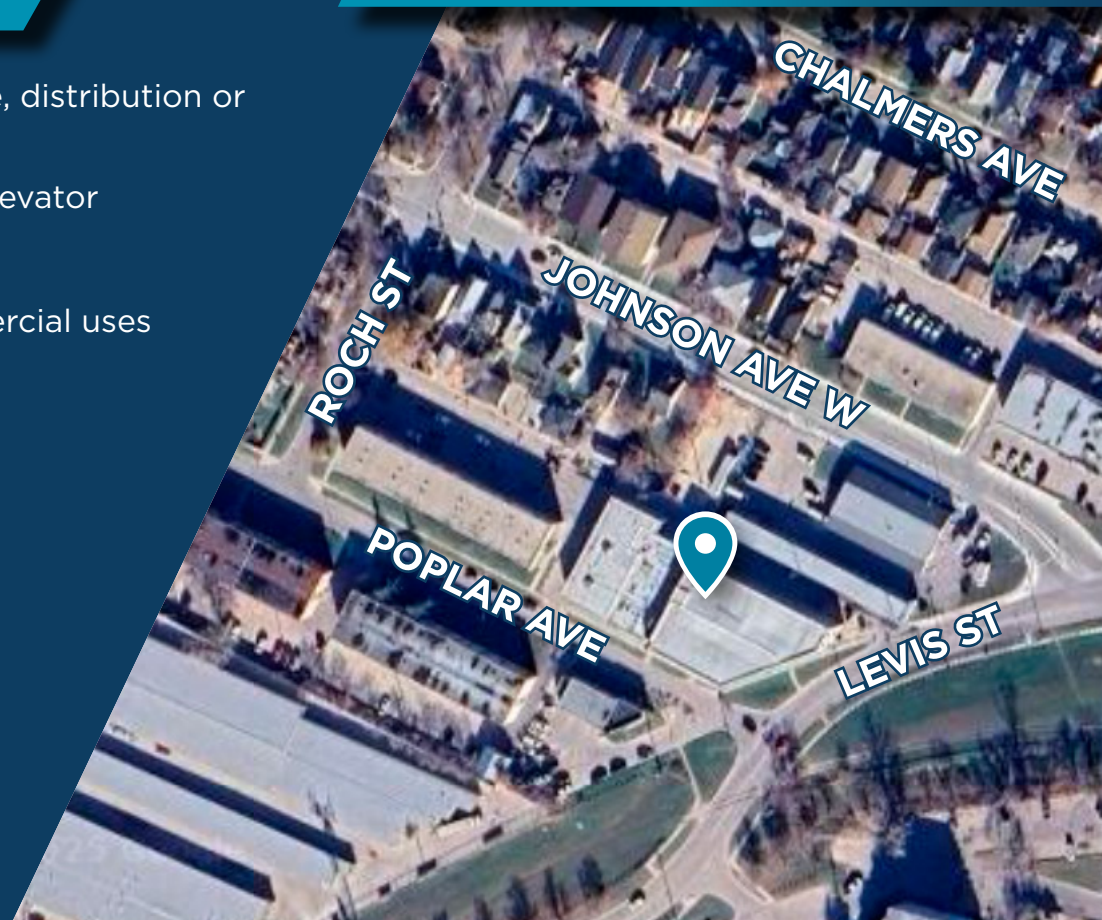 , distribution or
evator
ercial uses
CHALMERS AVE
JOHNSON AVE W
ROCH ST
POPLAR AVE
LEVIS ST